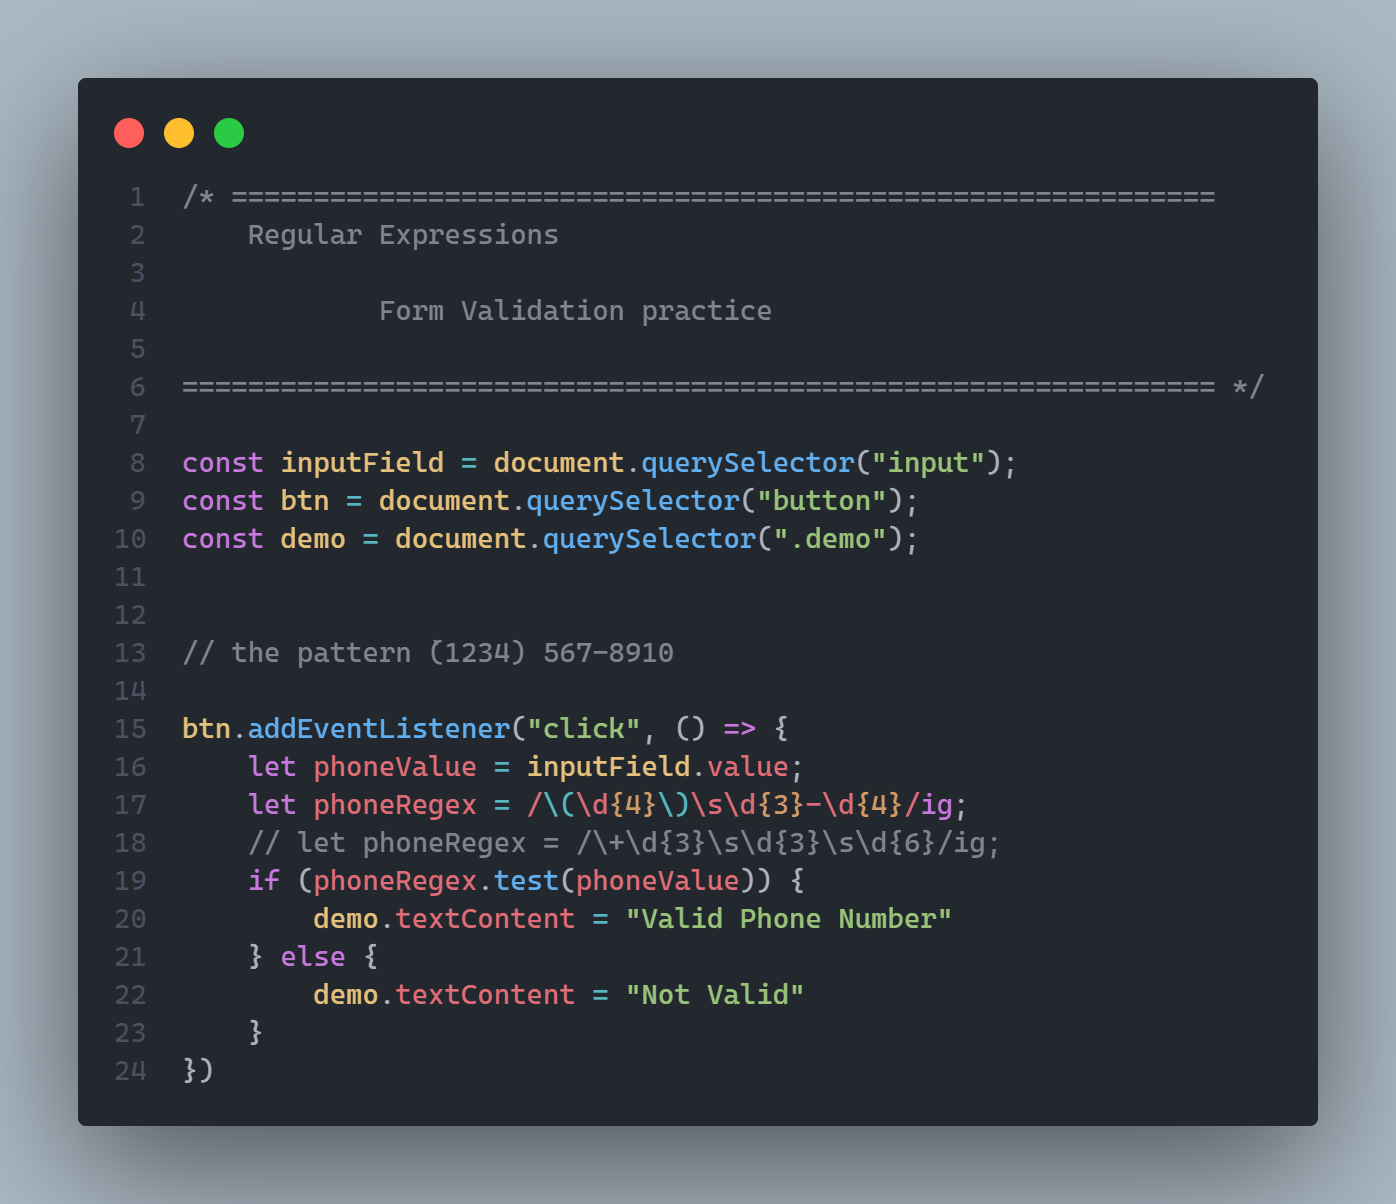 1 /* ============================================================
2     Regular Expressions
3
4             Form Validation practice
5
6 =============================================================== */
7
8 const inputField = document.querySelector("input");
9 const btn = document.querySelector("button");
10 const demo = document.querySelector(".demo");
11
12
13 // the pattern (1234) 567-8910
14
15 btn.addEventListener("click", () => {
16     let phoneValue = inputField.value;
17     let phoneRegex = /\(\d{4}\)\s\d{3}-\d{4}/ig;
18     // let phoneRegex = /\+\d{3}\s\d{3}\s\d{6}/ig;
19     if (phoneRegex.test(phoneValue)) {
20         demo.textContent = "Valid Phone Number"
21     } else {
22         demo.textContent = "Not Valid"
23     }
24 })